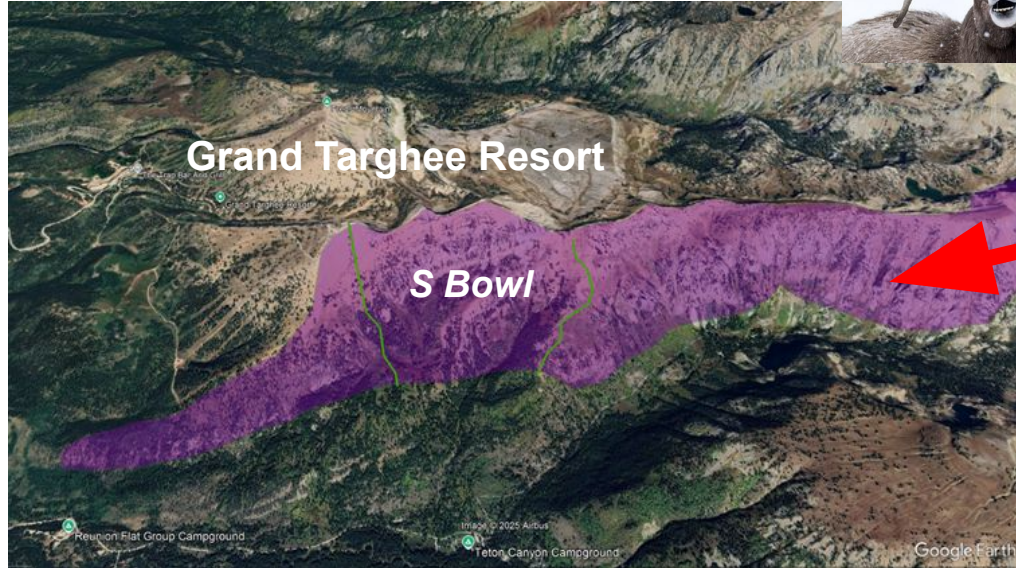 Grand Targhee Resort
Grand Targhee Resort
S Bowl
Image © 2025 Airbus
Reunion Flat Group Campground
Teton Canyon Campground
Google Earth